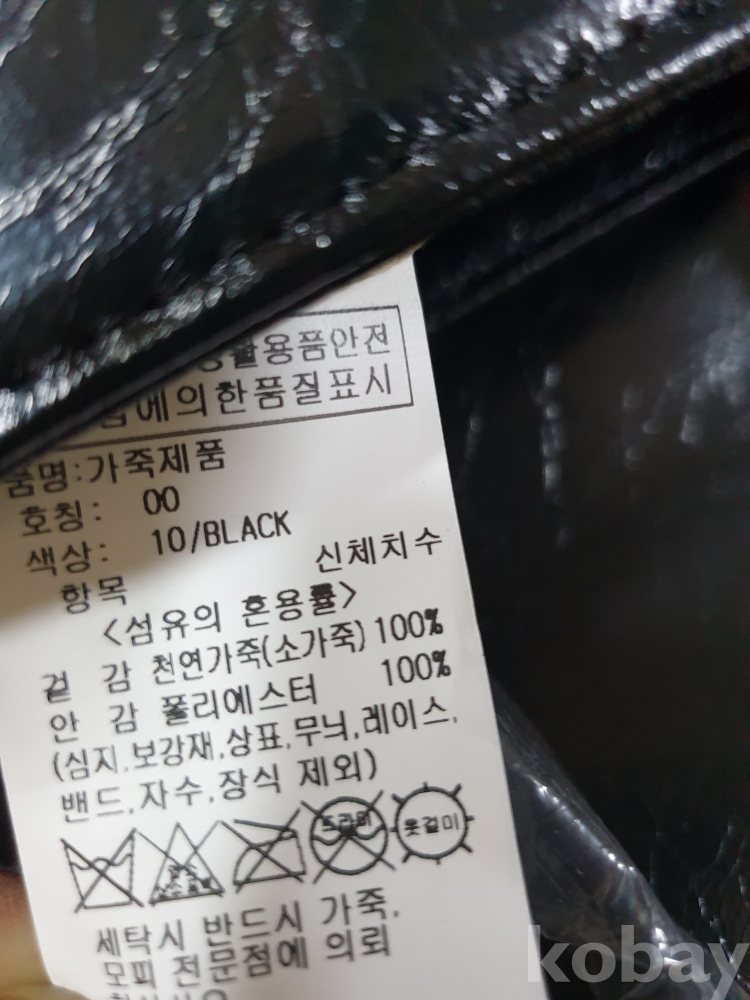 활용품안전
에의한품질표시
품명:가죽제품
호칭: 00
색상: 10/BLACK
항목 신체치수
<섬유의 혼용률>
겉 감 천연가죽(소가죽) 100%
안 감 폴리에스터 100%
(심지.보강재.상표.무늬.레이스.
밴드.자수.장식 제외)
드라이 옷걸이
세탁시 반드시 가죽.
모피 전문점에 의뢰
kobay